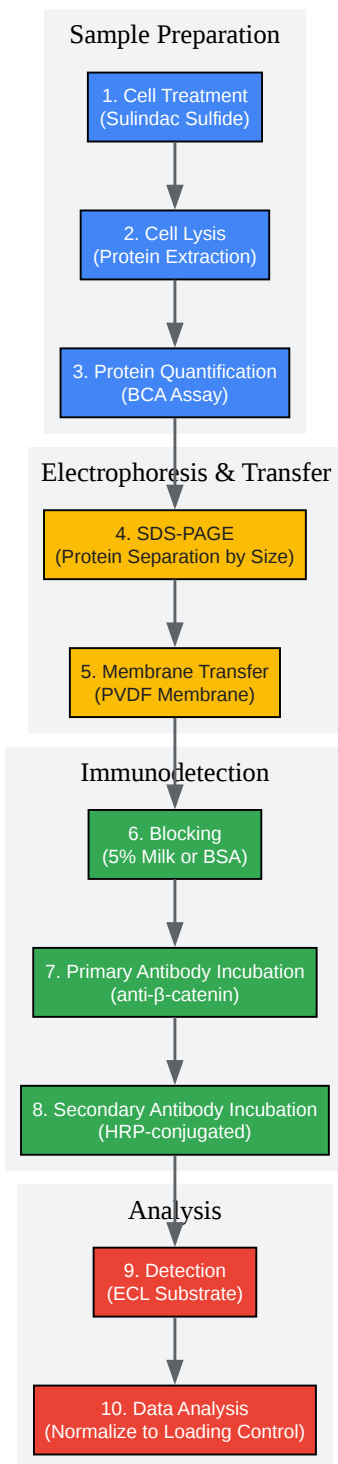 Sample Preparation
1. Cell Treatment
(Sulindac Sulfide)
2. Cell Lysis
(Protein Extraction)
3. Protein Quantification
(BCA Assay)
Electrophoresis & Transfer
4. SDS-PAGE
(Protein Separation by Size)
5. Membrane Transfer
(PVDF Membrane)
Immunodetection
6. Blocking
(5% Milk or BSA)
7. Primary Antibody Incubation
(anti-β-catenin)
8. Secondary Antibody Incubation
(HRP-conjugated)
Analysis
9. Detection
(ECL Substrate)
10. Data Analysis
(Normalize to Loading Control)